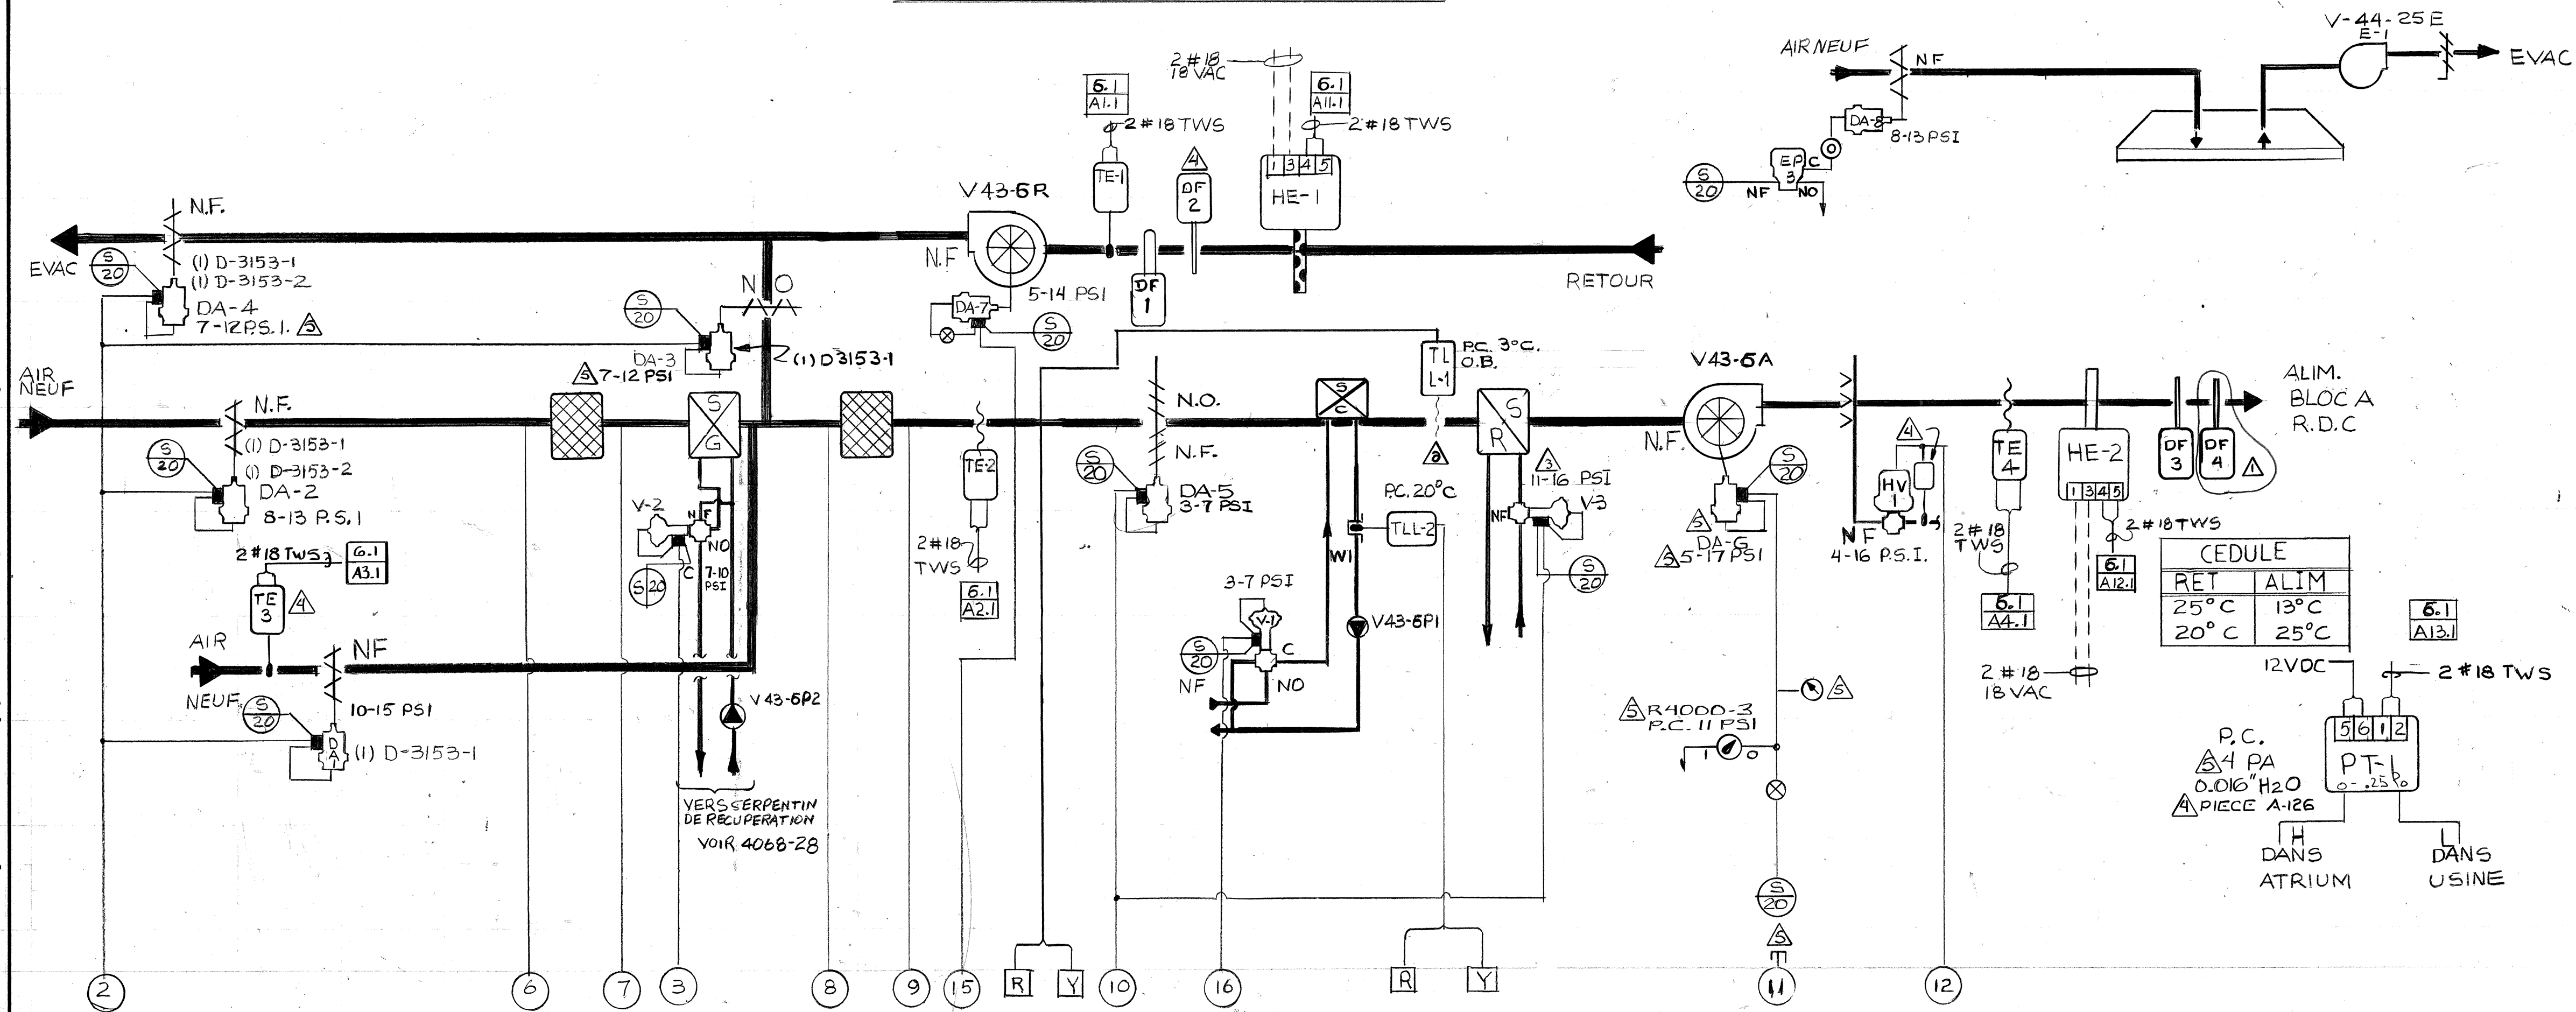 V-44-25E
E-1
AIR NEUF
NF
EVAC
DA-8
8-13 PSI
EP
3
C
S
20
NF
NO
2 #18
18 VAC
6.1
A1.1
2 #18 TWS
6.1
A11.1
2 #18 TWS
TE-1
4
DF
2
1 3 4 5
HE-1
V43-6R
N.F
N.F.
EVAC
S
20
(1) D-3153-1
(1) D-3153-2
DA-4
7-12 P.S.I. 5
N O
S
20
DA-3
(1) D3153-1
5 7-12 PSI
DA-7
5-14 PSI
S
20
DF
1
RETOUR
TL
L-1
P.C. 3°C.
O.B.
2
AIR
NEUF
N.F.
(1) D-3153-1
(1) D-3153-2
S
20
DA-2
8-13 P.S.I
S
G
V-2
N F
NO
C
7-10
PSI
S 20
TE-2
2 #18
TWS
6.1
A2.1
N.O.
N.F.
S
20
DA-5
3-7 PSI
S
C
P.C. 20°C
TLL-2
W1
S
R
3
11-16 PSI
V-3
NF
S
20
V43-6A
N.F.
S
20
5
DA-6
5 5-17 PSI
4
HV
1
NF
4-16 P.S.I.
TE
4
2 #18
TWS
6.1
A4.1
HE-2
1 3 4 5
2 #18 TWS
6.1
A12.1
2 #18
18 VAC
DF
3
DF
4
1
ALIM.
BLOC A
R.D.C
CEDULE
RET ALIM
25°C 13°C
20°C 25°C
2 #18 TWS
6.1
A3.1
TE
3
4
AIR
NEUF
NF
S
20
10-15 PSI
D
A
1
(1) D-3153-1
V43-6P2
VERS SERPENTIN
DE RECUPERATION
VOIR 4068-28
3-7 PSI
V-1
S
20
C
NF
NO
V43-6P1
5
5 R4000-3
P.C. 11 PSI
1
0
S
20
5
6.1
A13.1
12VDC
2 #18 TWS
5 6 1 2
PT-1
0-.25 Po
P.C.
5 4 PA
0.016" H2O
4 PIECE A-126
H
DANS
ATRIUM
L
DANS
USINE
2
6
7
3
8
9
15
R
Y
10
16
R
Y
11
12